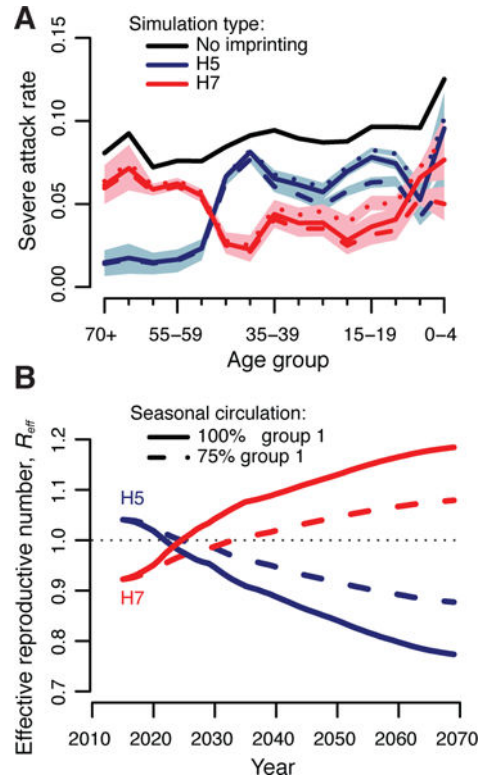 A
Simulation type:
No imprinting
H5
H7
Severe attack rate
0.15
0.10
0.05
0.00
70+
55−59
35−39
15−19
0−4
Age group
B
Seasonal circulation:
100% group 1
75% group 1
Effective reproductive number, Reff
1.2
1.1
1.0
0.9
0.8
0.7
H5
H7
2010
2020
2030
2040
2050
2060
2070
Year